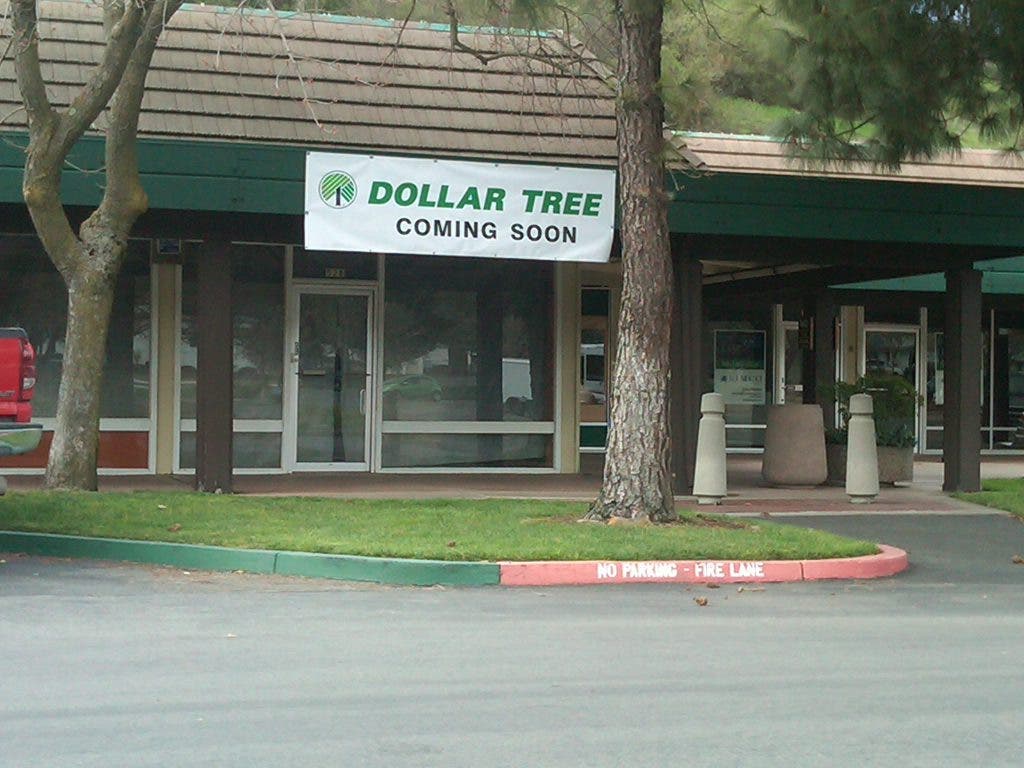 DOLLAR TREE
COMING SOON
NO PARKING - FIRE LANE